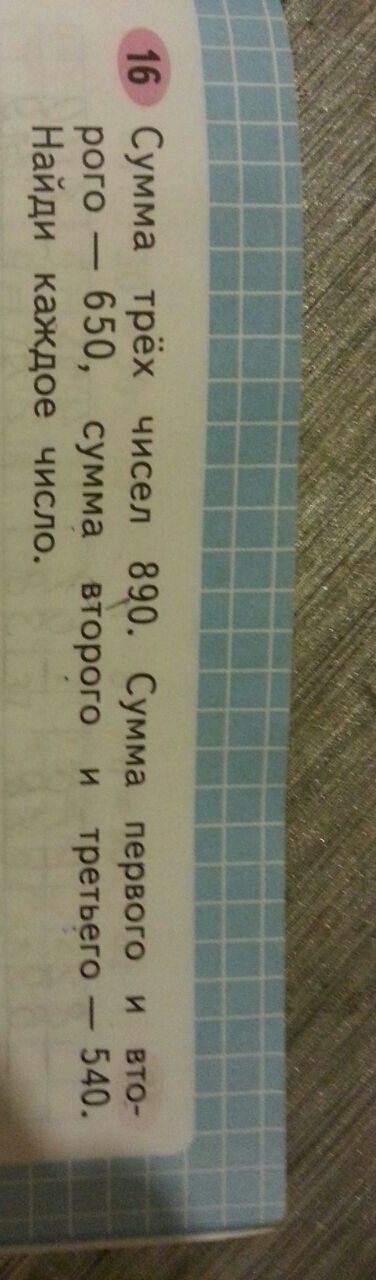 16 Сумма трёх чисел 890. Сумма первого и вто-
рого — 650, сумма второго и третьего — 540.
Найди каждое число.